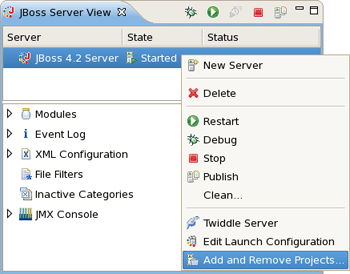 JBoss Server View
Server State Status
JBoss 4.2 Server Started
New Server
Delete
Restart
Debug
Stop
Publish
Clean...
Twiddle Server
Edit Launch Configuration
Add and Remove Projects...
Modules
Event Log
XML Configuration
File Filters
Inactive Categories
JMX Console